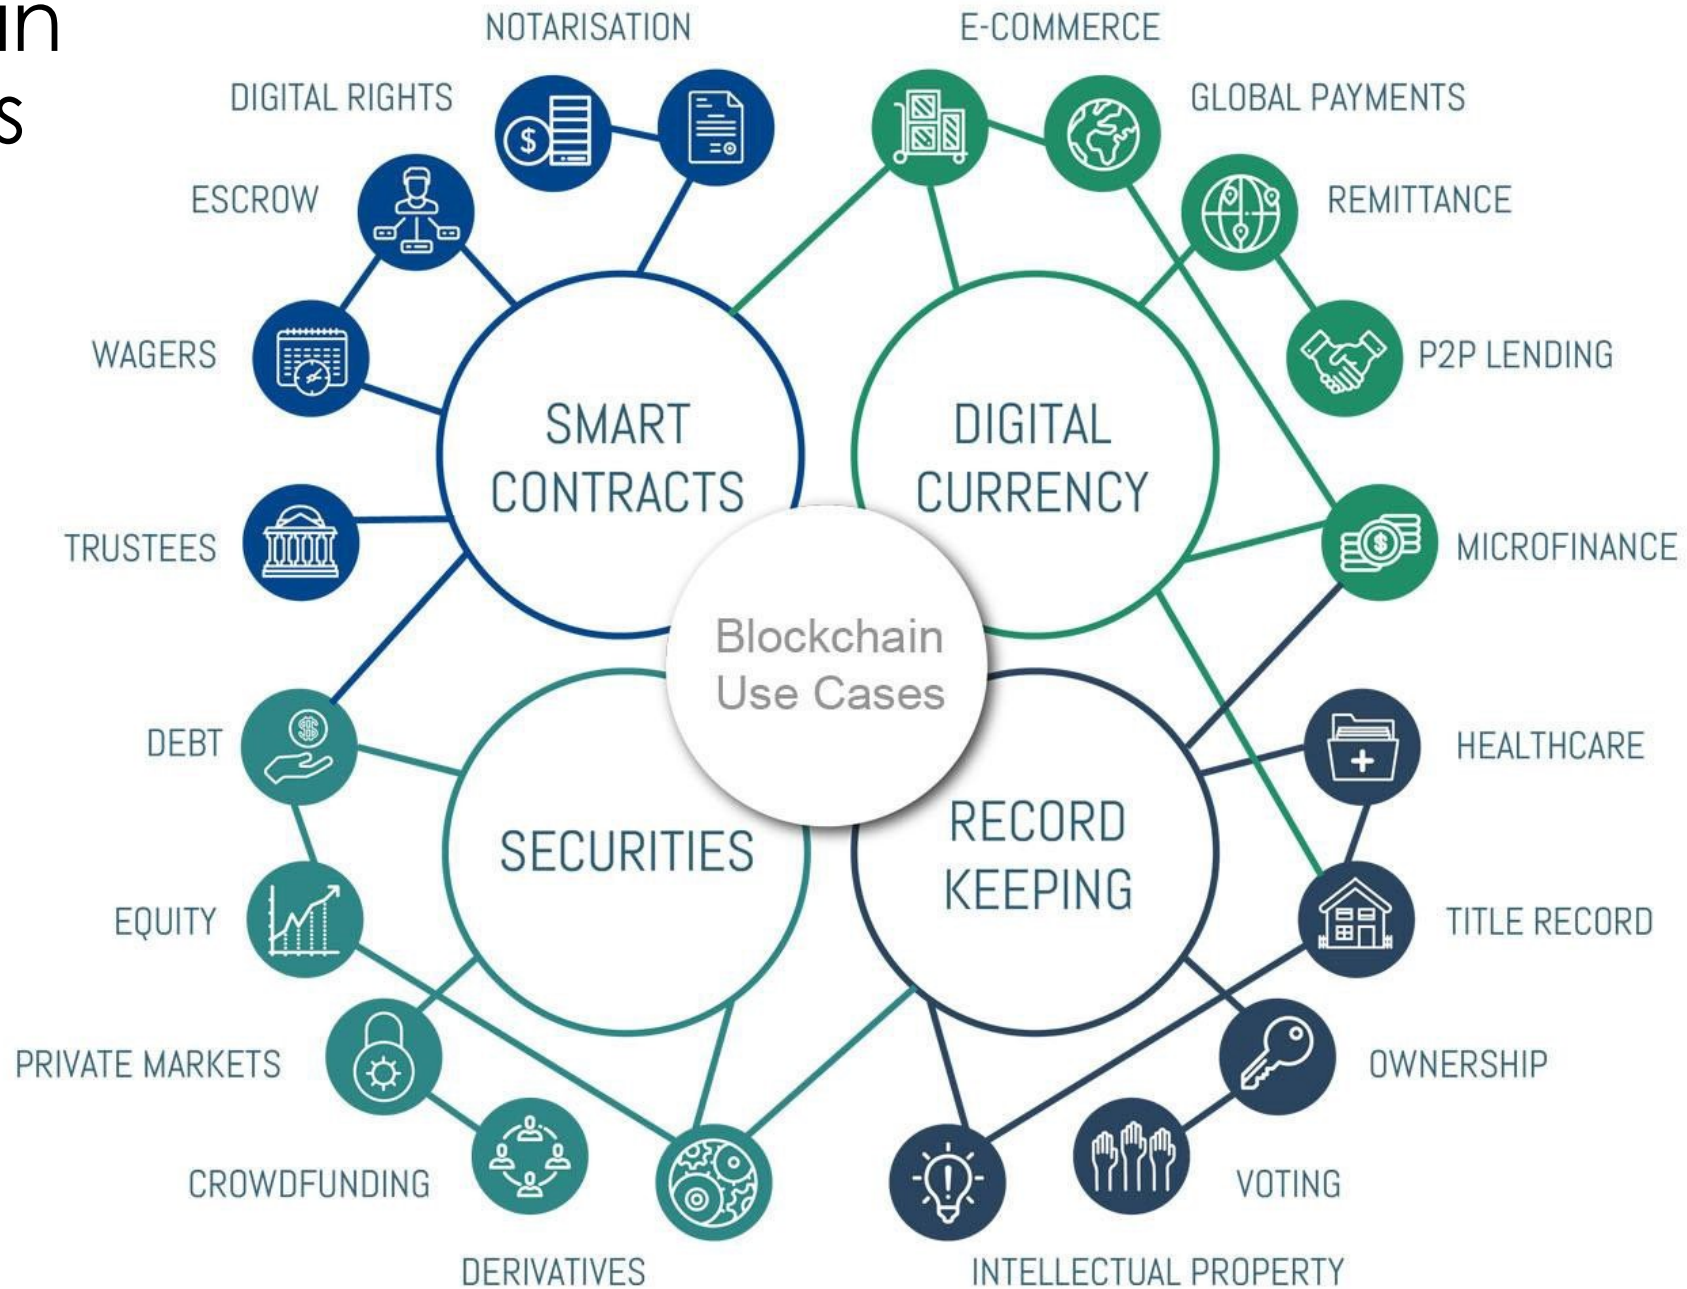 in
s
NOTARISATION
E-COMMERCE
DIGITAL RIGHTS
GLOBAL PAYMENTS
ESCROW
REMITTANCE
WAGERS
P2P LENDING
SMART
CONTRACTS
DIGITAL
CURRENCY
TRUSTEES
MICROFINANCE
Blockchain
Use Cases
DEBT
HEALTHCARE
SECURITIES
RECORD
KEEPING
EQUITY
TITLE RECORD
PRIVATE MARKETS
OWNERSHIP
CROWDFUNDING
VOTING
DERIVATIVES
INTELLECTUAL PROPERTY